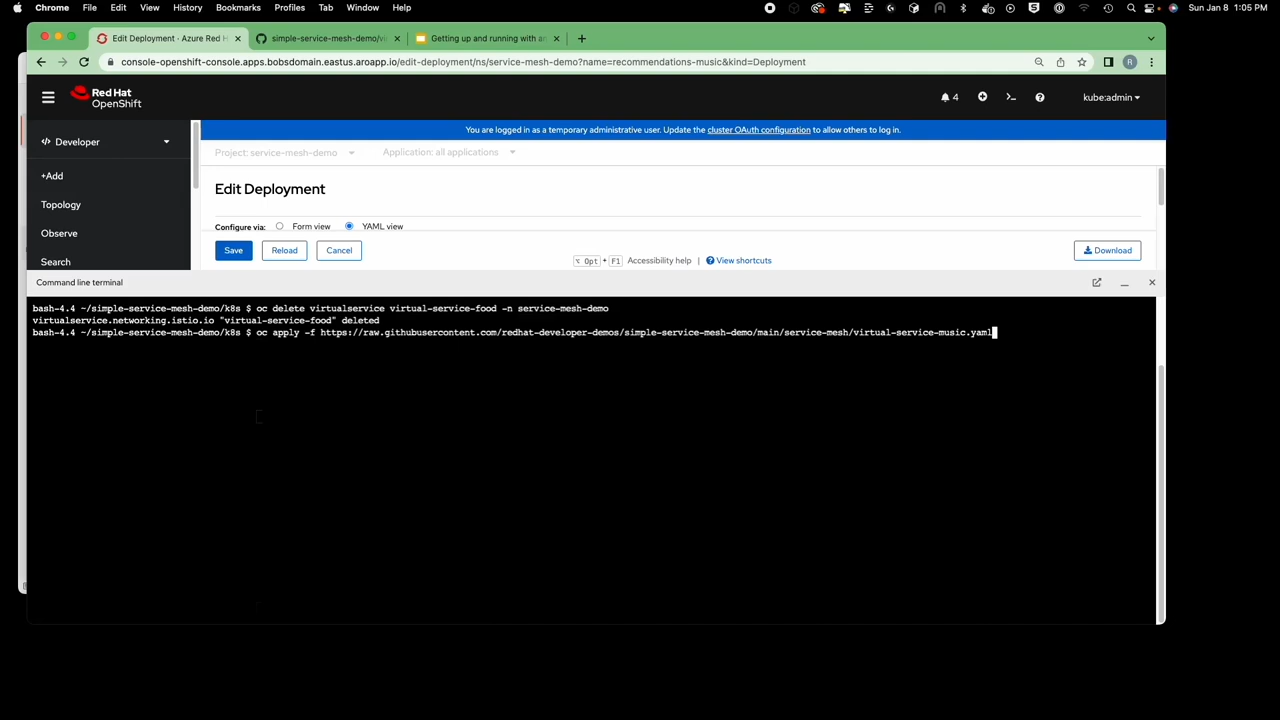 Chrome File Edit View History Bookmarks Profiles Tab Window Help Sun Jan 8 1:05 PM
Edit Deployment · Azure Red H simple-service-mesh-demo/vi Getting up and running with an
console-openshift-console.apps.bobsdomain.eastus.aroapp.io/edit-deployment/ns/service-mesh-demo?name=recommendations-music&kind=Deployment
R
Red Hat
OpenShift
4
kube:admin
You are logged in as a temporary administrative user. Update the cluster OAuth configuration to allow others to log in.
Developer
Project: service-mesh-demo Application: all applications
+Add
Edit Deployment
Topology
Configure via: Form view YAML view
Observe
Save Reload Cancel Download
Opt + F1 Accessibility help | View shortcuts
Search
Command line terminal
bash-4.4 ~/simple-service-mesh-demo/k8s $ oc delete virtualservice virtual-service-food -n service-mesh-demo
virtualservice.networking.istio.io "virtual-service-food" deleted
bash-4.4 ~/simple-service-mesh-demo/k8s $ oc apply -f https://raw.githubusercontent.com/redhat-developer-demos/simple-service-mesh-demo/main/service-mesh/virtual-service-music.yaml